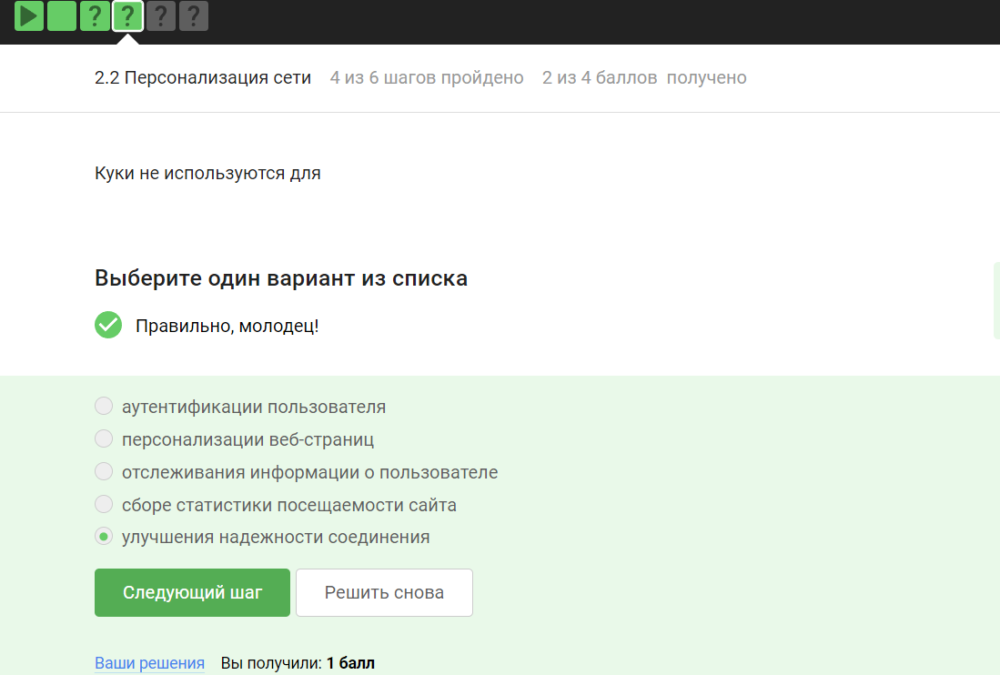 ? ? ? ?
2.2 Персонализация сети 4 из 6 шагов пройдено 2 из 4 баллов получено
Куки не используются для
Выберите один вариант из списка
Правильно, молодец!
аутентификации пользователя
персонализации веб-страниц
отслеживания информации о пользователе
сборе статистики посещаемости сайта
улучшения надежности соединения
Следующий шаг Решить снова
Ваши решения Вы получили: 1 балл